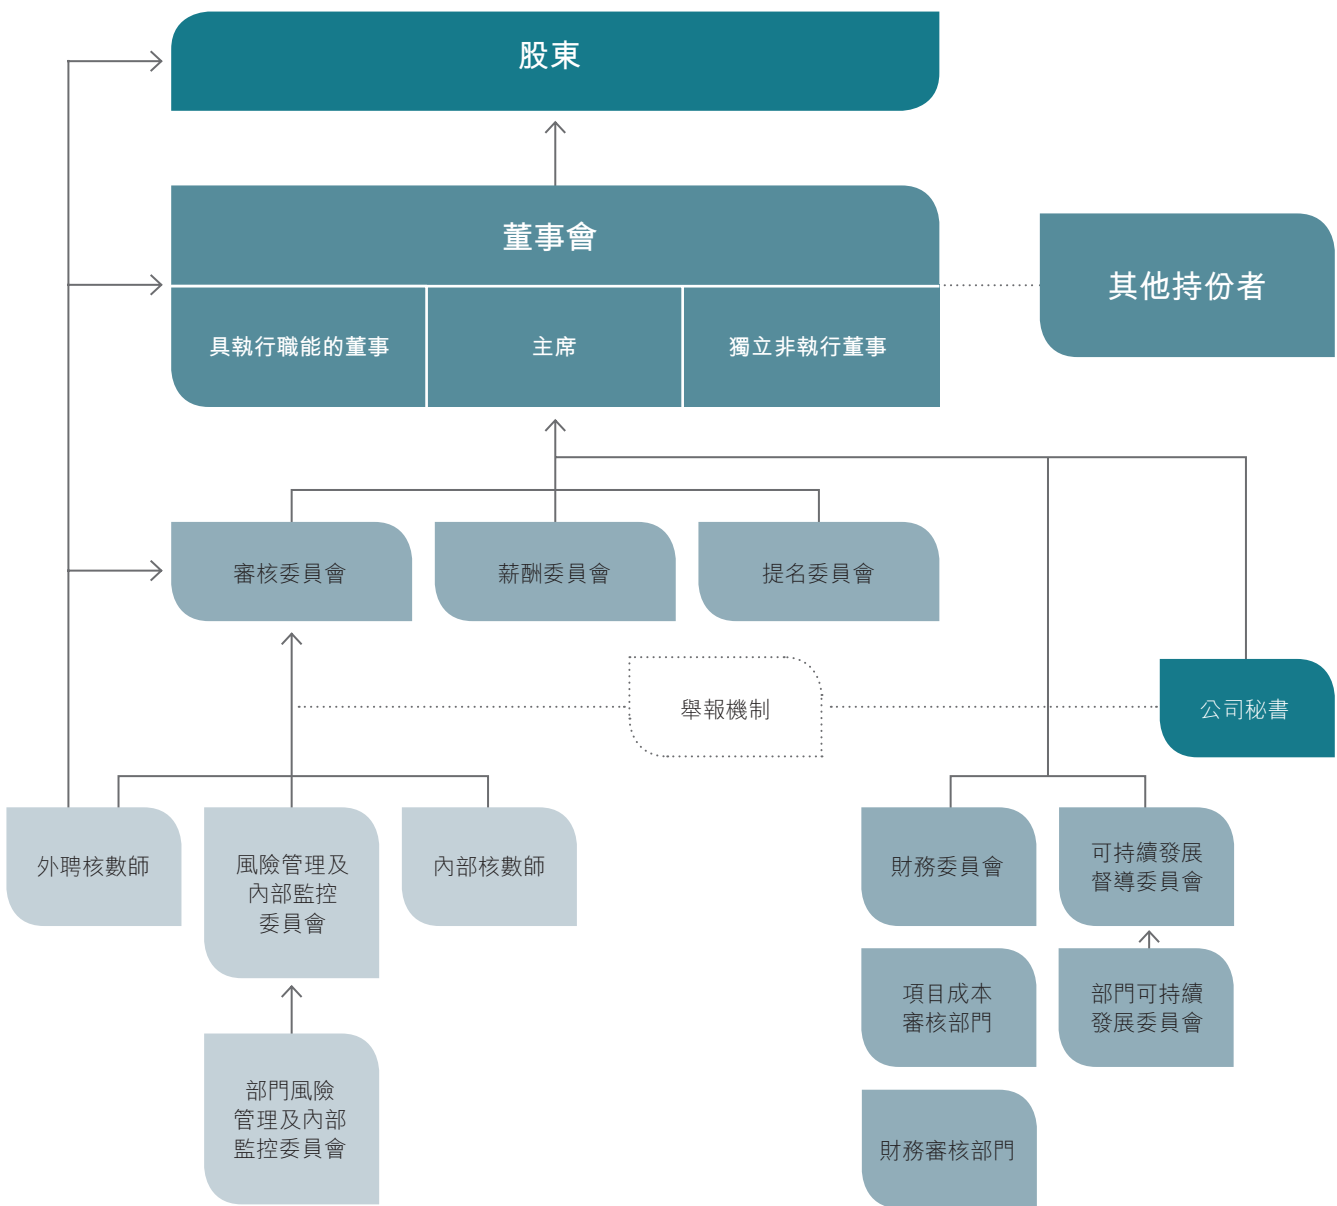 股東
董事會
其他持份者
具執行職能的董事
主席
獨立非執行董事
審核委員會
薪酬委員會
提名委員會
舉報機制
公司秘書
外聘核數師
風險管理及
內部監控
委員會
內部核數師
財務委員會
可持續發展
督導委員會
項目成本
審核部門
部門可持續
發展委員會
部門風險
管理及內部
監控委員會
財務審核部門